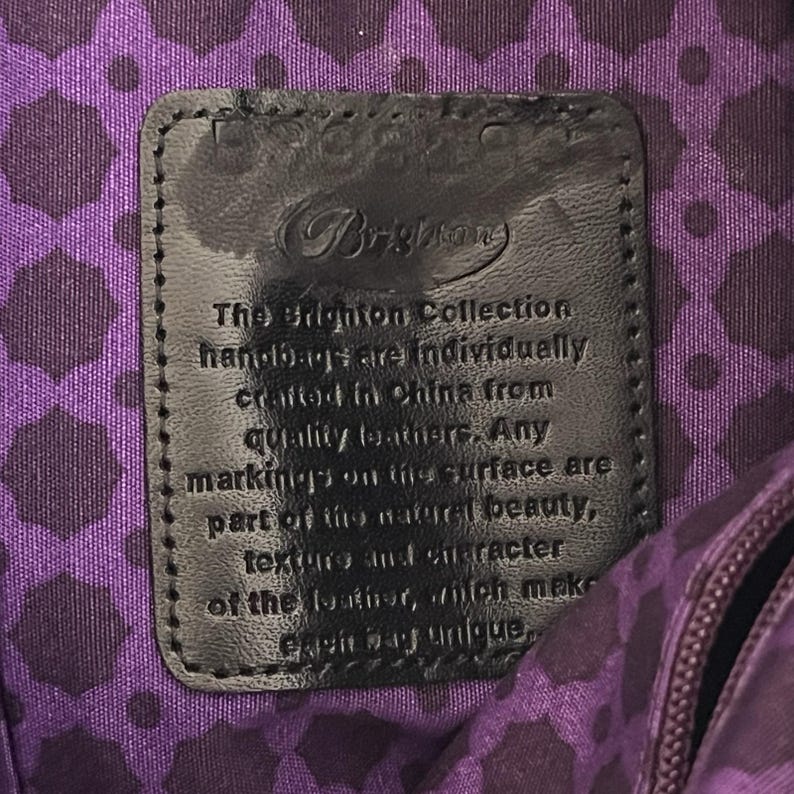 Brighton
The Brighton Collection
handbags are individually
crafted in China from
quality leathers. Any
markings on the surface are
part of the natural beauty,
texture and character
of the leather, which make
each bag unique.